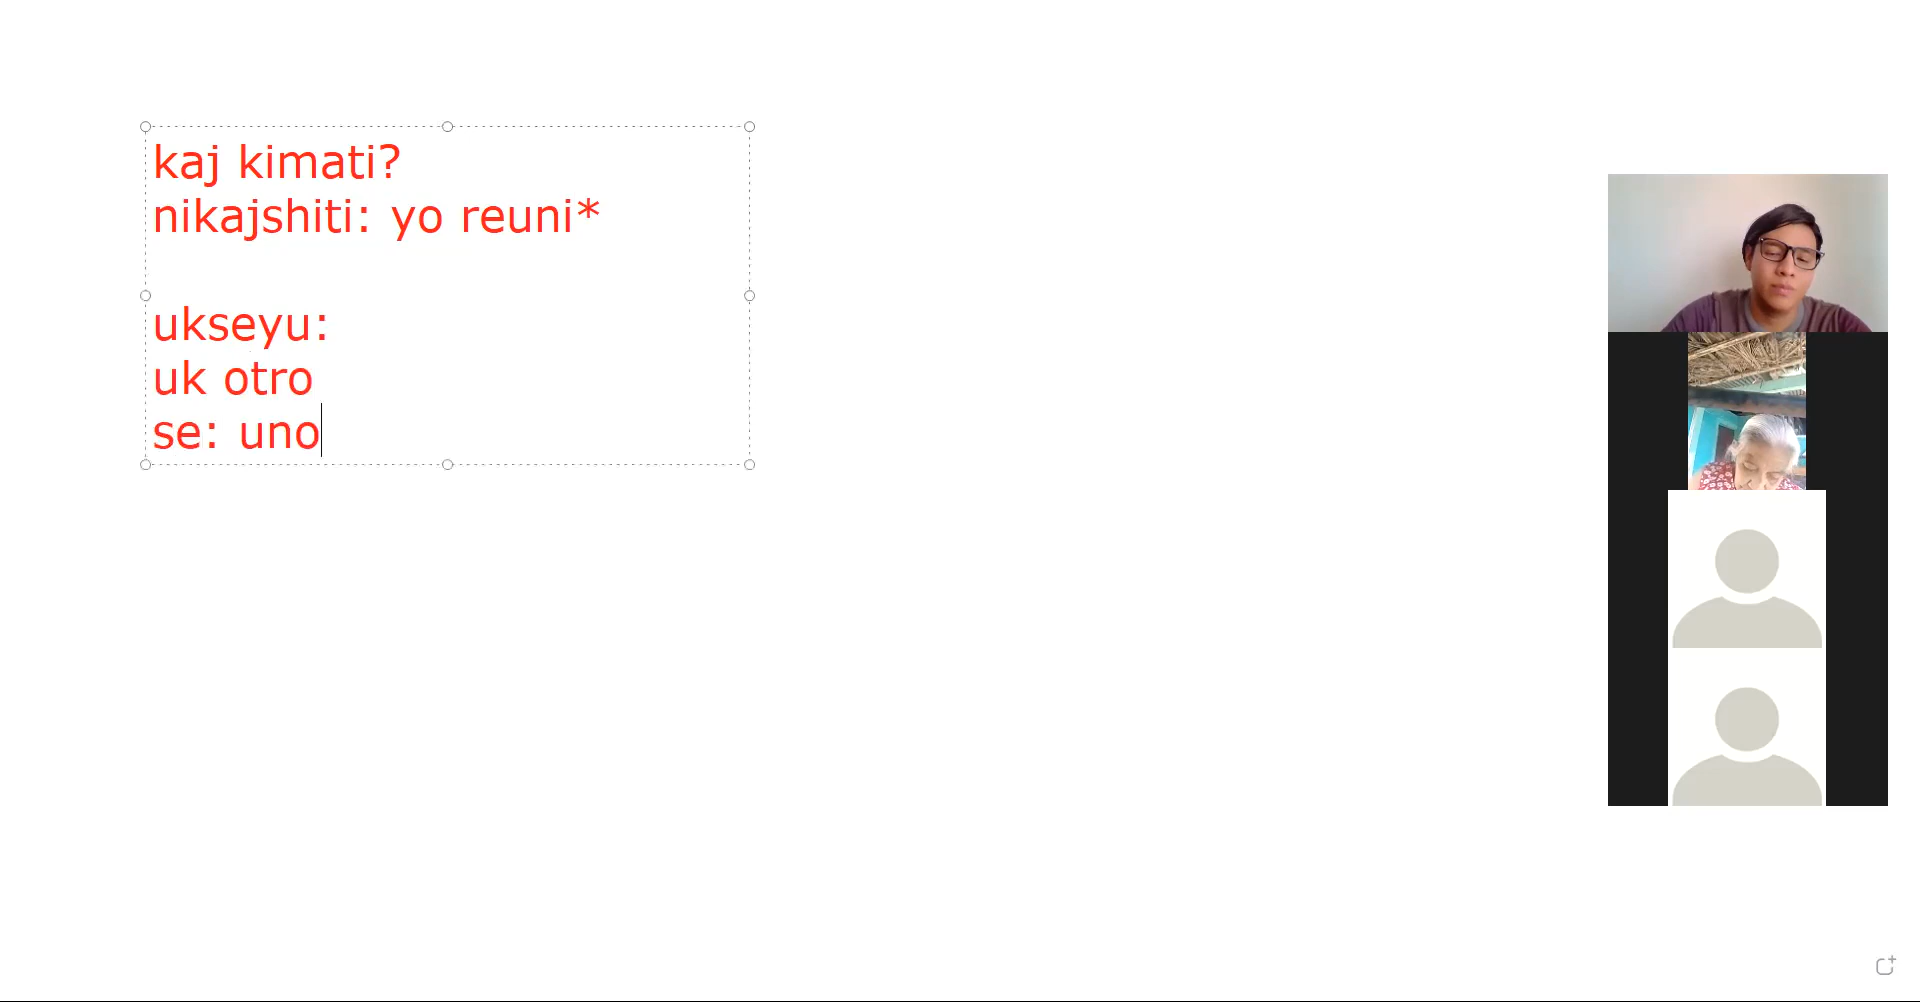 kaj kimati?
nikajshiti: yo reuni*
ukseyu:
uk otro
se: uno